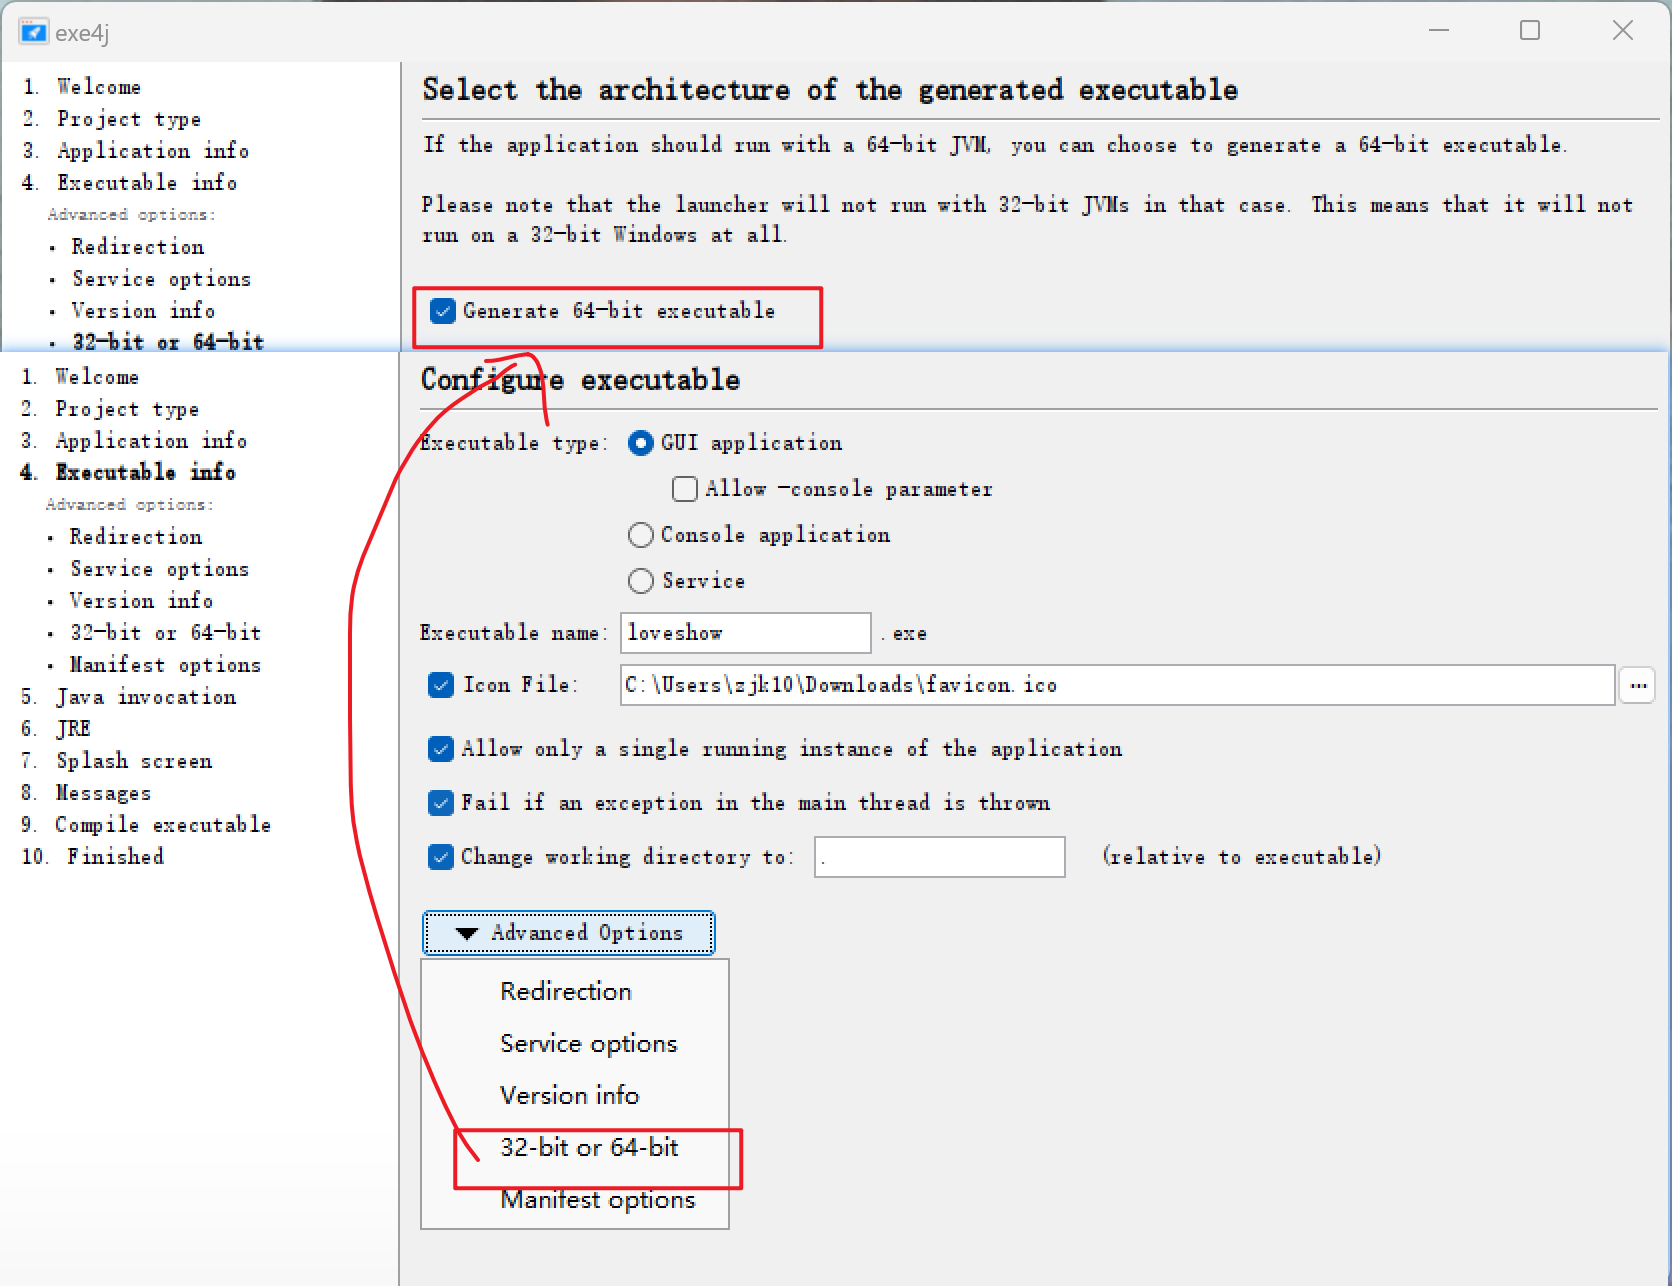 exe4j
1. Welcome
2. Project type
3. Application info
4. Executable info
Advanced options:
• Redirection
• Service options
• Version info
• 32-bit or 64-bit
Select the architecture of the generated executable
If the application should run with a 64-bit JVM, you can choose to generate a 64-bit executable.
Please note that the launcher will not run with 32-bit JVMs in that case. This means that it will not
run on a 32-bit Windows at all.
Generate 64-bit executable
1. Welcome
2. Project type
3. Application info
4. Executable info
Advanced options:
• Redirection
• Service options
• Version info
• 32-bit or 64-bit
• Manifest options
5. Java invocation
6. JRE
7. Splash screen
8. Messages
9. Compile executable
10. Finished
Configure executable
Executable type: GUI application
Allow -console parameter
Console application
Service
Executable name: loveshow .exe
Icon File: C:\Users\zjk10\Downloads\favicon.ico ...
Allow only a single running instance of the application
Fail if an exception in the main thread is thrown
Change working directory to: . (relative to executable)
Advanced Options
Redirection
Service options
Version info
32-bit or 64-bit
Manifest options